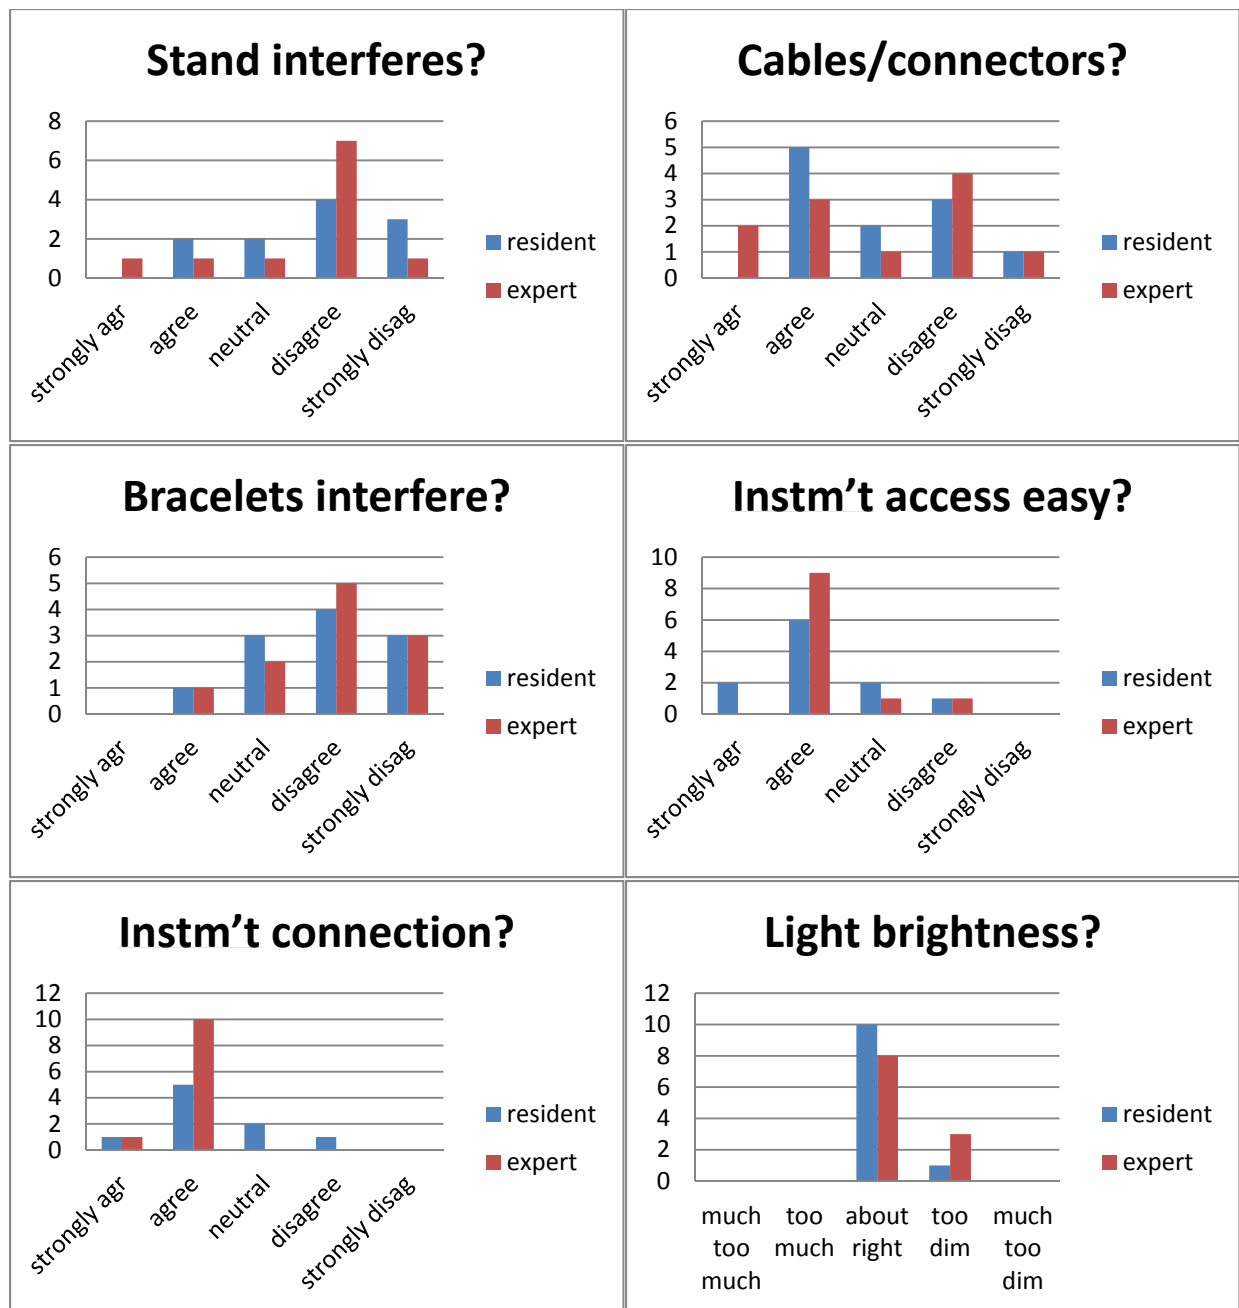 Stand interferes?
8
6
4
2
0
strongly agr
agree
neutral
disagree
strongly disag
resident
expert
Cables/connectors?
6
5
4
3
2
1
0
strongly agr
agree
neutral
disagree
strongly disag
resident
expert
Bracelets interfere?
6
5
4
3
2
1
0
strongly agr
agree
neutral
disagree
strongly disag
resident
expert
Instm’t access easy?
10
8
6
4
2
0
strongly agr
agree
neutral
disagree
strongly disag
resident
expert
Instm’t connection?
12
10
8
6
4
2
0
strongly agr
agree
neutral
disagree
strongly disag
resident
expert
Light brightness?
12
10
8
6
4
2
0
much
too
much
too
much
about
right
too
dim
much
too
dim
resident
expert